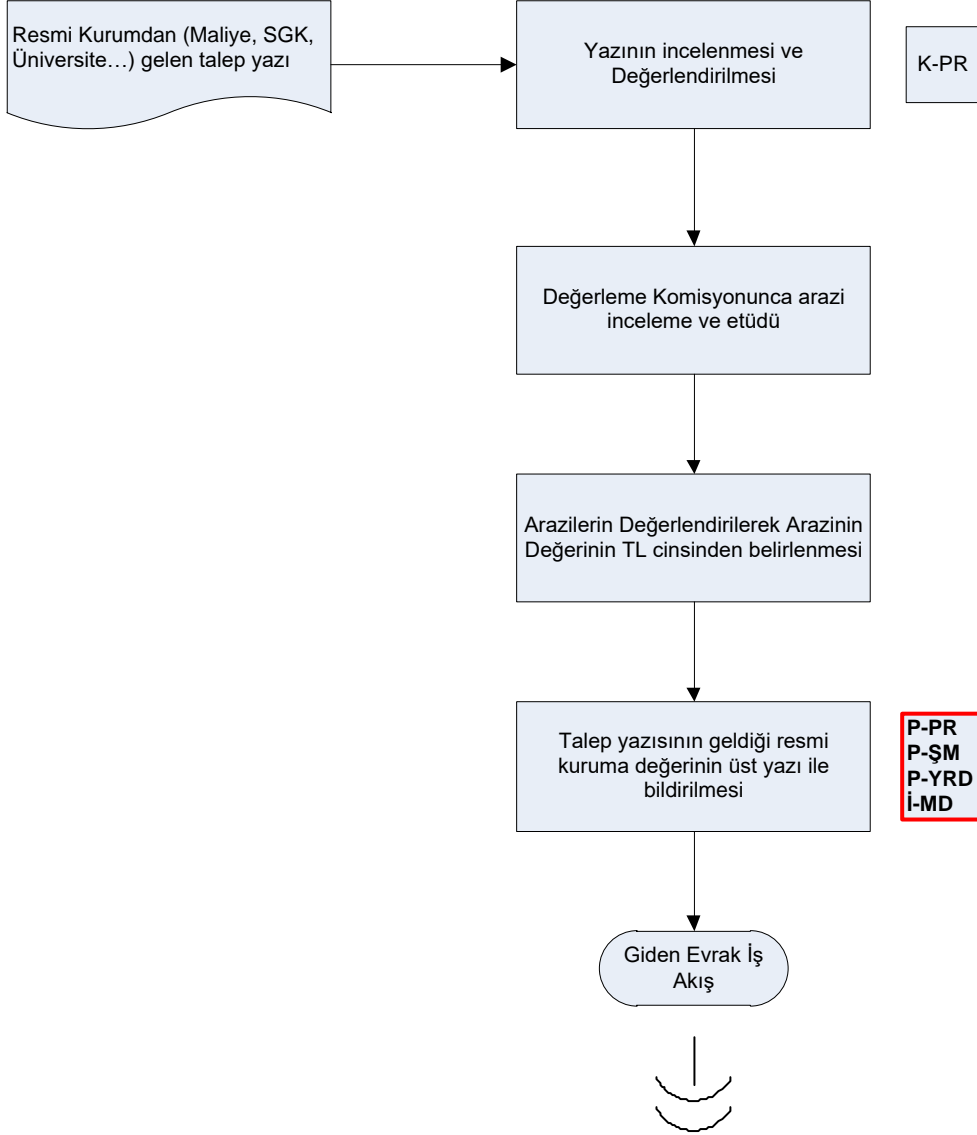 Resmi Kurumdan (Maliye, SGK,
Üniversite…) gelen talep yazı
Yazının incelenmesi ve
Değerlendirilmesi
K-PR
Değerleme Komisyonunca arazi
inceleme ve etüdü
Arazilerin Değerlendirilerek Arazinin
Değerinin TL cinsinden belirlenmesi
Talep yazısının geldiği resmi
kuruma değerinin üst yazı ile
bildirilmesi
P-PR
P-ŞM
P-YRD
İ-MD
Giden Evrak İş
Akış